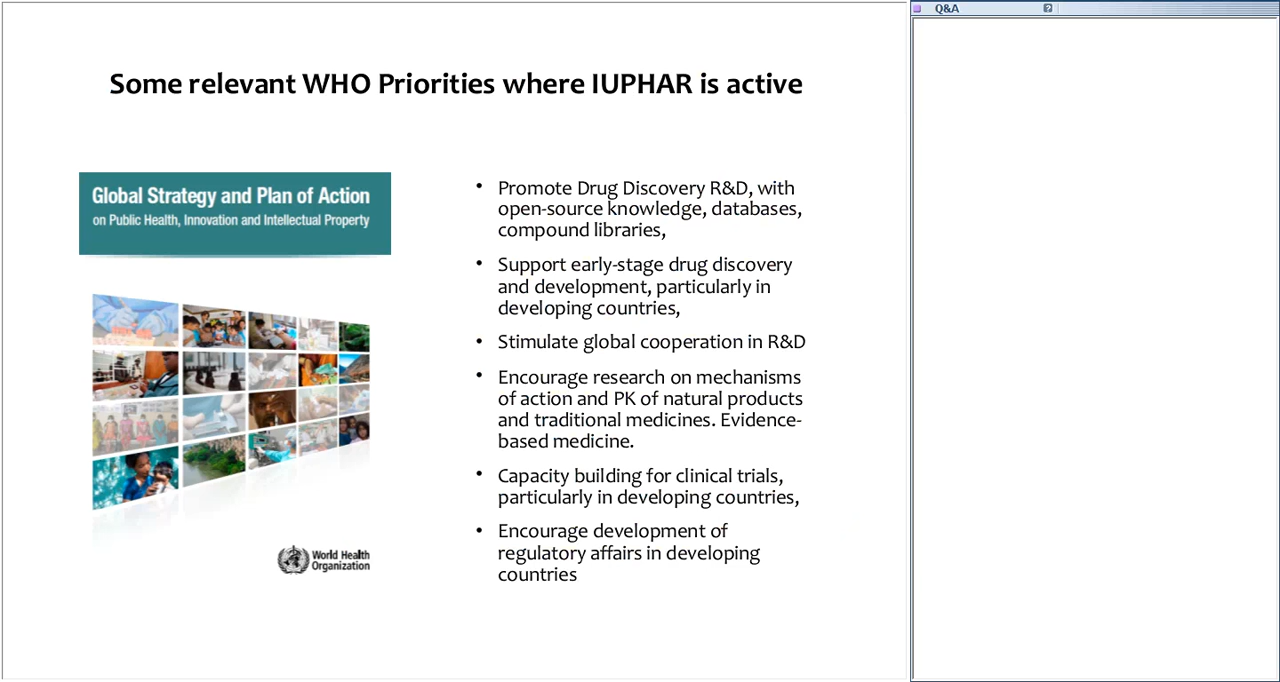 Q&A
Some relevant WHO Priorities where IUPHAR is active
Global Strategy and Plan of Action
on Public Health, Innovation and Intellectual Property
World Health
Organization
• Promote Drug Discovery R&D, with
open-source knowledge, databases,
compound libraries,
• Support early-stage drug discovery
and development, particularly in
developing countries,
• Stimulate global cooperation in R&D
• Encourage research on mechanisms
of action and PK of natural products
and traditional medicines. Evidence-
based medicine.
• Capacity building for clinical trials,
particularly in developing countries,
• Encourage development of
regulatory affairs in developing
countries